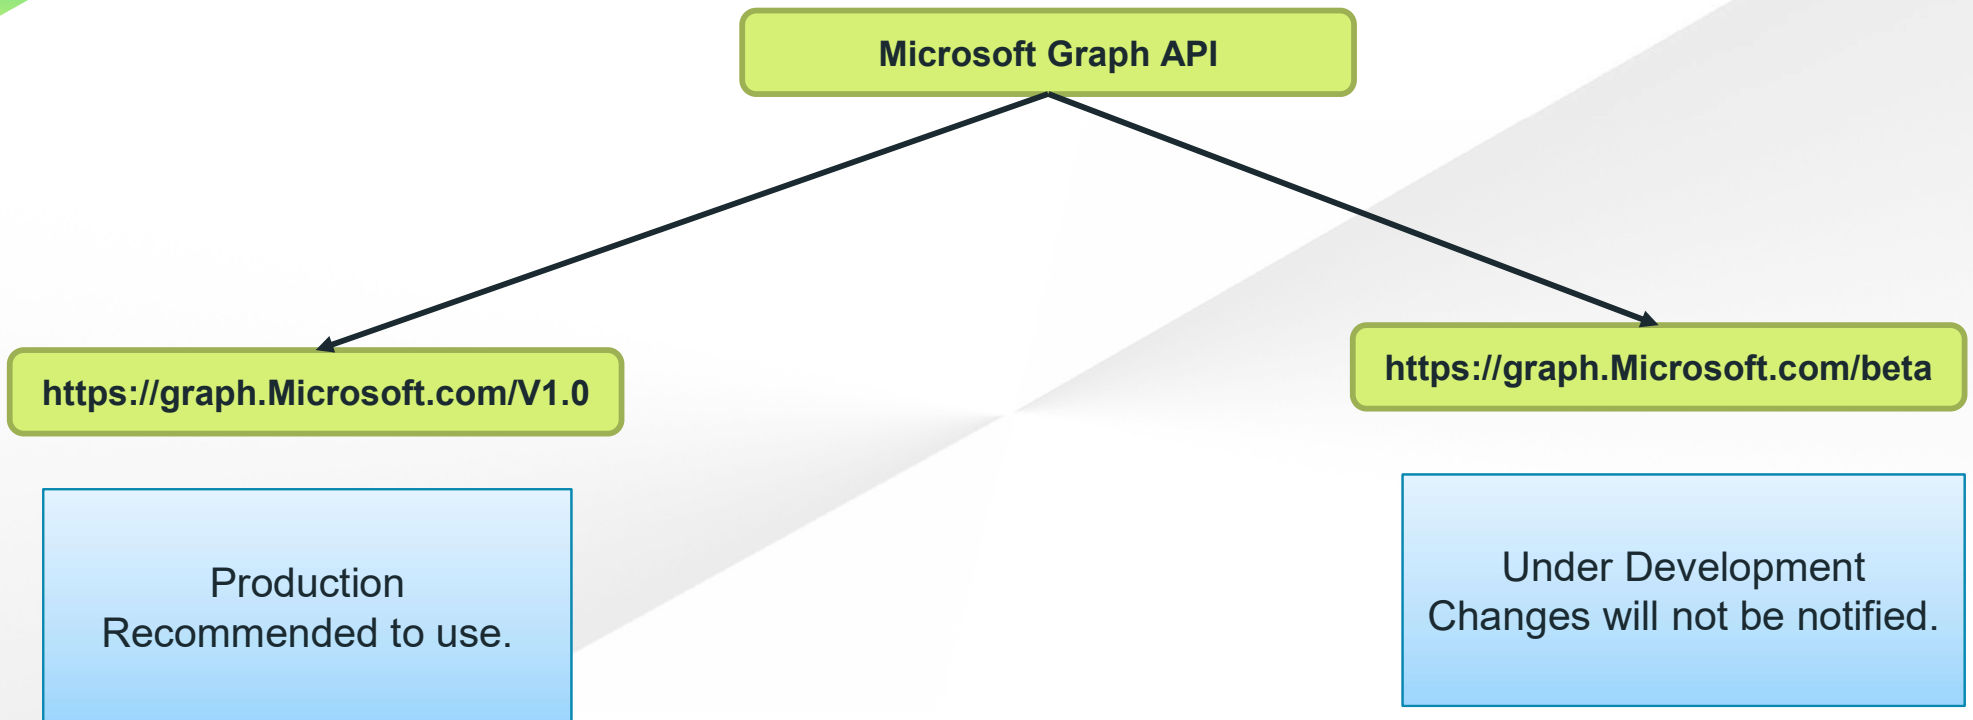 Microsoft Graph API
https://graph.Microsoft.com/V1.0
https://graph.Microsoft.com/beta
Production
Recommended to use.
Under Development
Changes will not be notified.